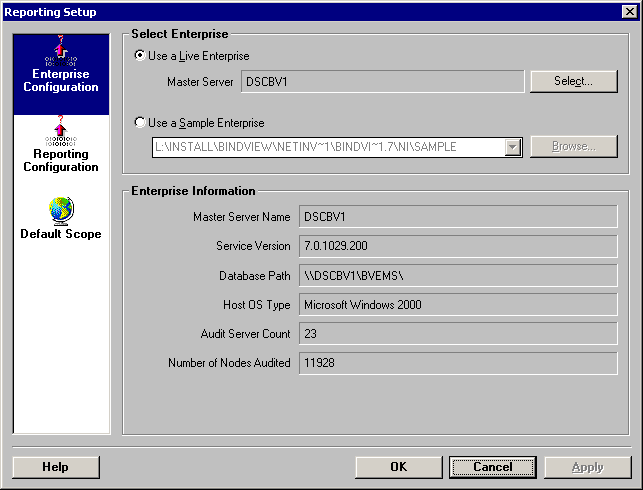 Reporting Setup
Enterprise
Configuration
Reporting
Configuration
Default Scope
Select Enterprise
Use a Live Enterprise
Master Server DSCBV1 Select...
Use a Sample Enterprise
L:\INSTALL\BINDVIEW\NETINV~1\BINDVI~1.7\NI\SAMPLE Browse...
Enterprise Information
Master Server Name DSCBV1
Service Version 7.0.1029.200
Database Path \\DSCBV1\BVEMS\
Host OS Type Microsoft Windows 2000
Audit Server Count 23
Number of Nodes Audited 11928
Help OK Cancel Apply